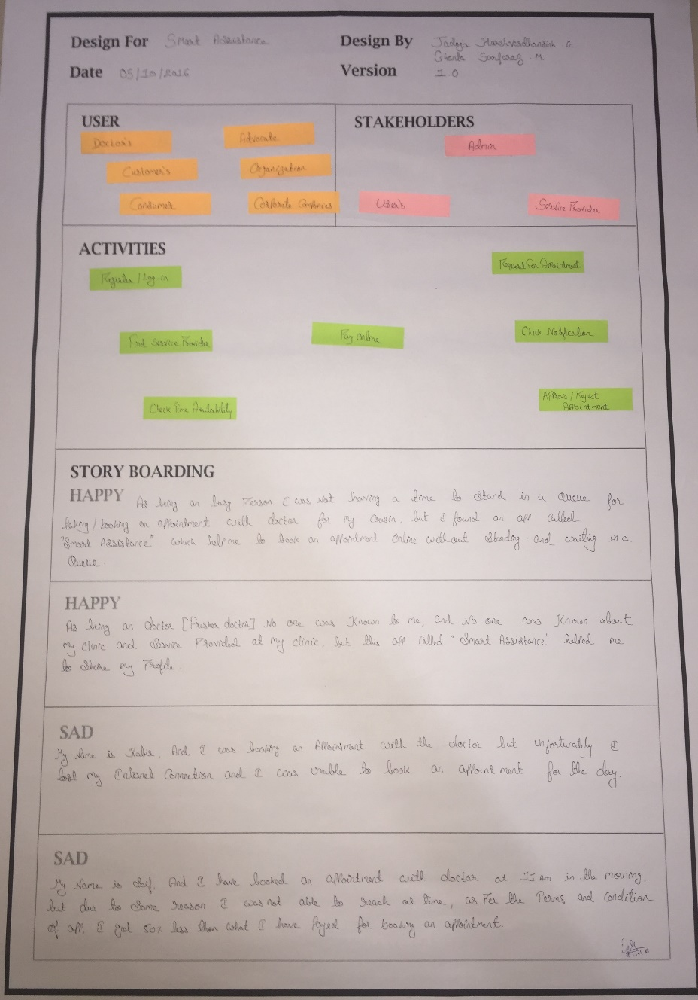 Design For Smart Assistance
Design By Jadeja Harshvardhansinh G.
Ghanta Sarfaraz M.
Date 05/10/2016
Version 1.0
USER
Doctor's
Advocate
Customer's
Organization
Consumer
Corporate Companies
STAKEHOLDERS
Admin
User's
Service Provider
ACTIVITIES
Register / Log-in
Request For Appointment
Find Service Provider
Pay Online
Check Notification
Check Time Availability
Approve / Reject
Appointment
STORY BOARDING
HAPPY As being an busy Person I was Not having a time to Stand in a Queue for
taking/booking an appointment with doctor for my cousin, but I found an app called
"Smart Assistance" which help me to book an appointment Online without Standing and waiting in a
Queue.
HAPPY
As being an doctor [Fresher doctor] No one was Known to me, and No one was Known about
my clinic and Service Provided at my clinic, but this app called "Smart Assistance" helped me
to Share my Profile.
SAD
My Name is Kabir, And I was booking an Appointment with the doctor but unfortunately I
lost my Internet Connection and I was unable to book an appointment for the day.
SAD
My Name is Saif, And I have booked an appointment with doctor at 11 Am in the morning,
but due to Some reason I was not able to reach at time, as Per the Terms and Condition
of app, I got 50% less then what I have Payed for booking an appointment.